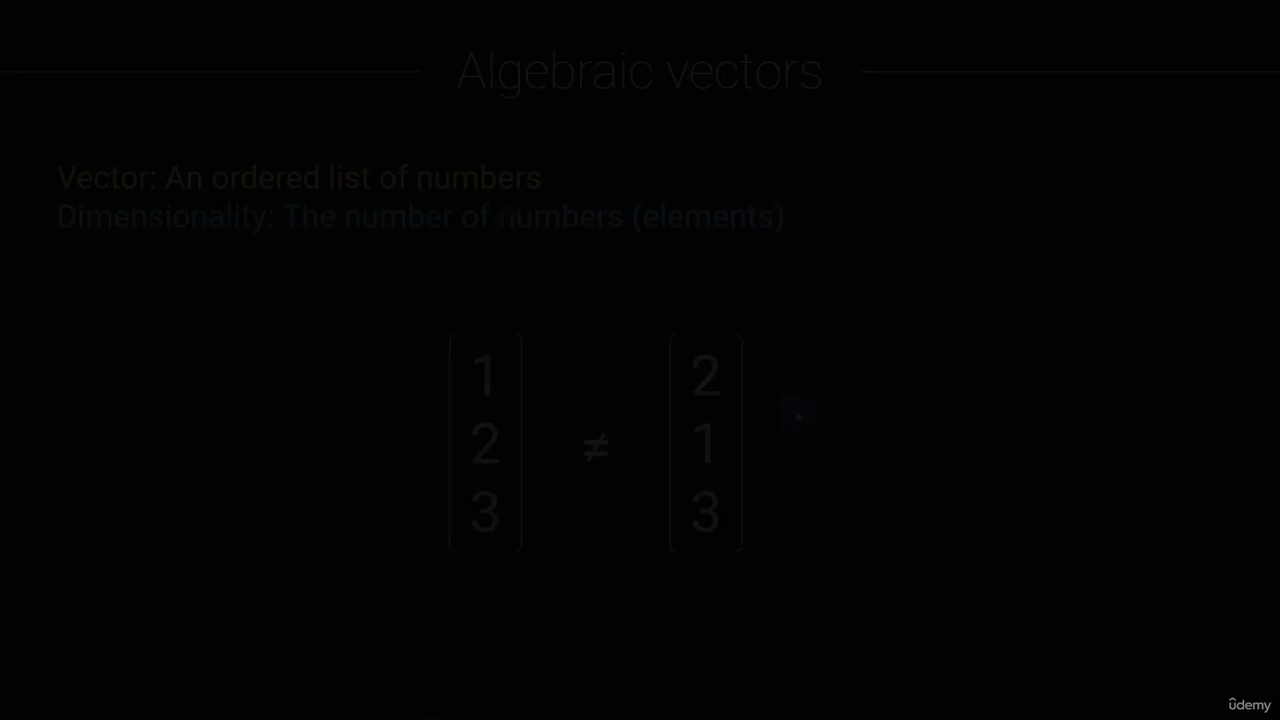 Algebraic vectors
Vector: An ordered list of numbers
Dimensionality: The number of numbers (elements)
1 2
2 ≠ 1
3 3
ûdemy